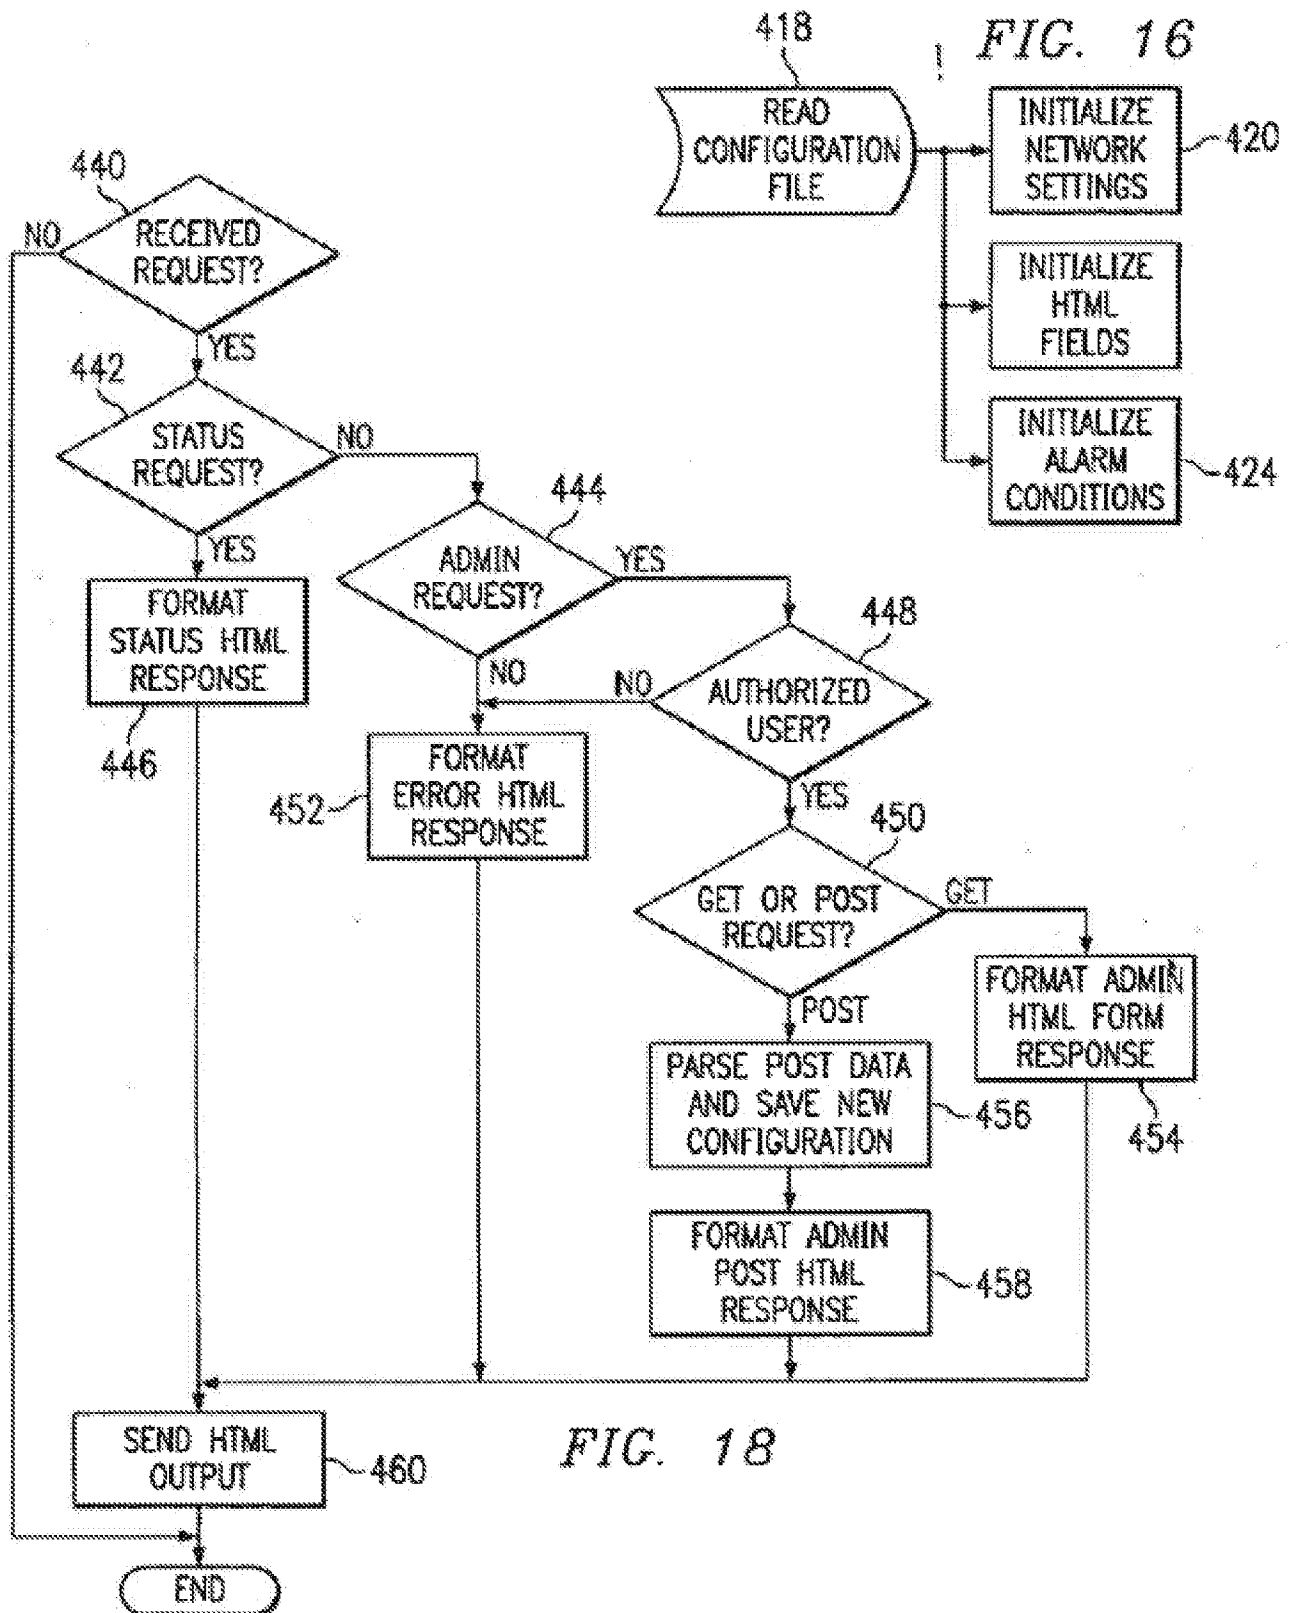 418
FIG. 16
READ
CONFIGURATION
FILE
INITIALIZE
NETWORK
SETTINGS
420
INITIALIZE
HTML
FIELDS
INITIALIZE
ALARM
CONDITIONS
424
440
NO
RECEIVED
REQUEST?
YES
442
STATUS
REQUEST?
NO
YES
444
ADMIN
REQUEST?
YES
NO
FORMAT
STATUS HTML
RESPONSE
446
448
AUTHORIZED
USER?
NO
YES
FORMAT
ERROR HTML
RESPONSE
452
450
GET OR POST
REQUEST?
GET
POST
FORMAT ADMIN
HTML FORM
RESPONSE
454
PARSE POST DATA
AND SAVE NEW
CONFIGURATION
456
FORMAT ADMIN
POST HTML
RESPONSE
458
SEND HTML
OUTPUT
460
FIG. 18
END